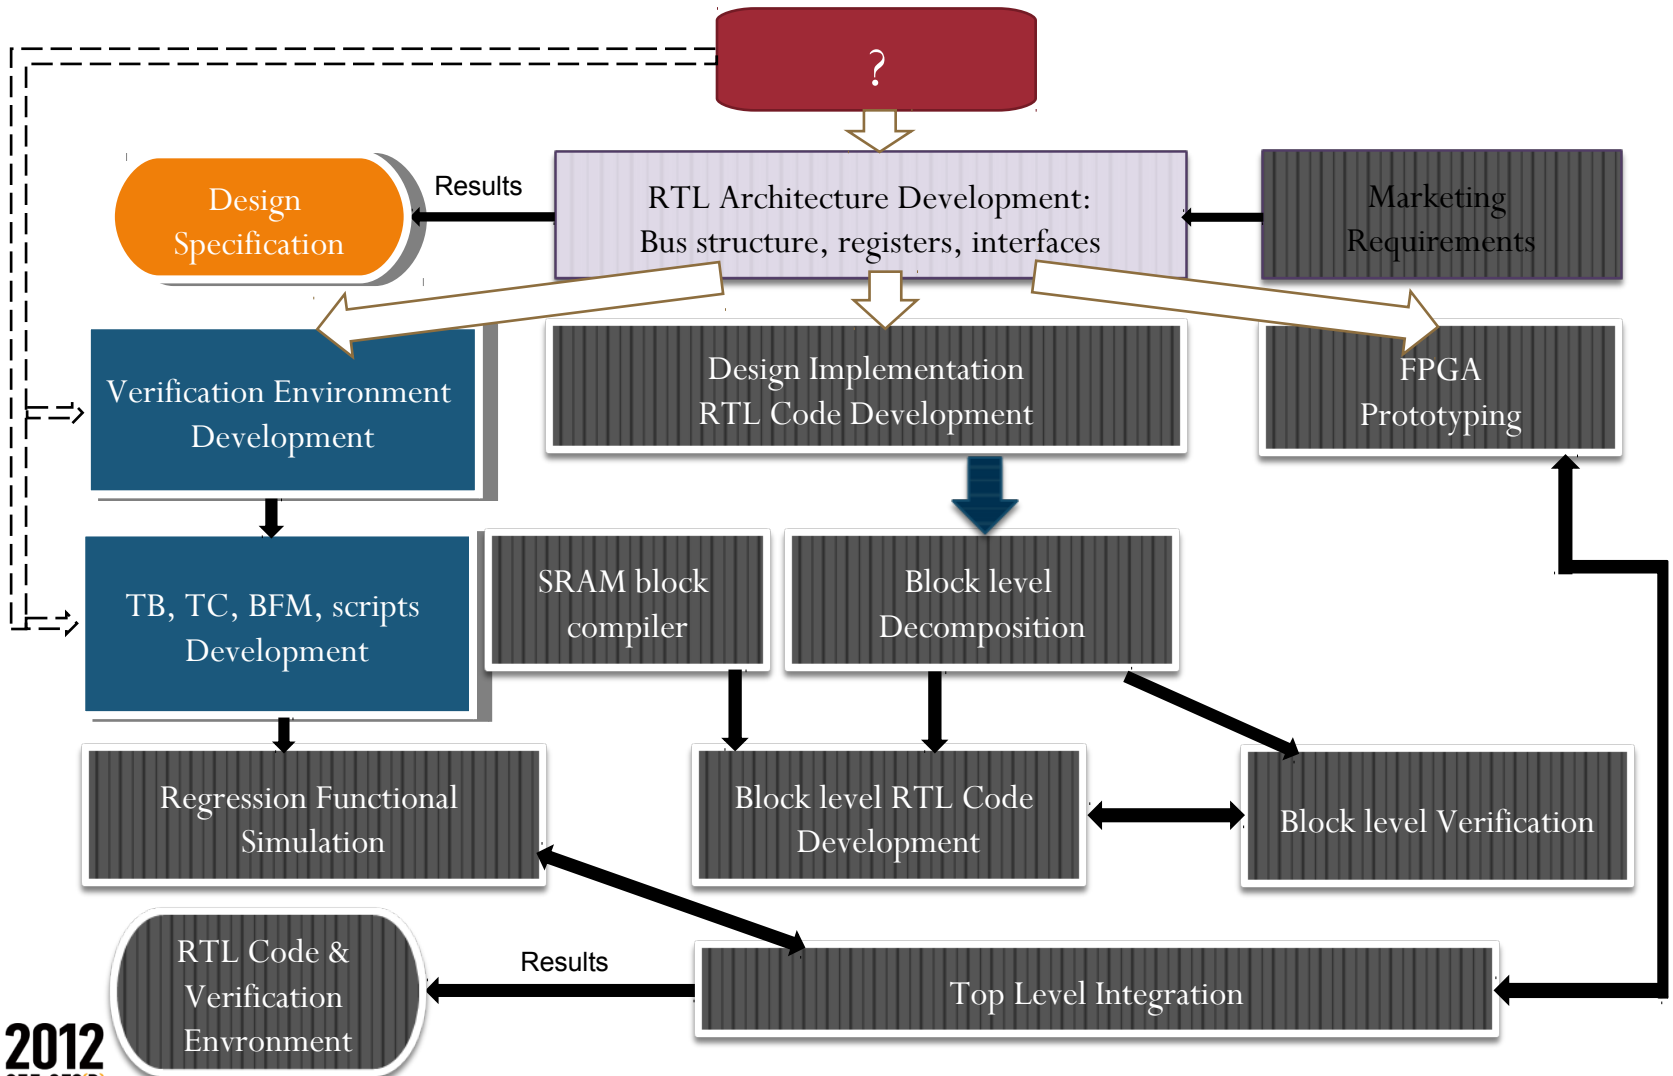 ?
Design
Specification
Results
RTL Architecture Development:
Bus structure, registers, interfaces
Marketing
Requirements
Verification Environment
Development
Design Implementation
RTL Code Development
FPGA
Prototyping
TB, TC, BFM, scripts
Development
SRAM block
compiler
Block level
Decomposition
Regression Functional
Simulation
Block level RTL Code
Development
Block level Verification
RTL Code &
Verification
Envronment
Results
Top Level Integration
2012